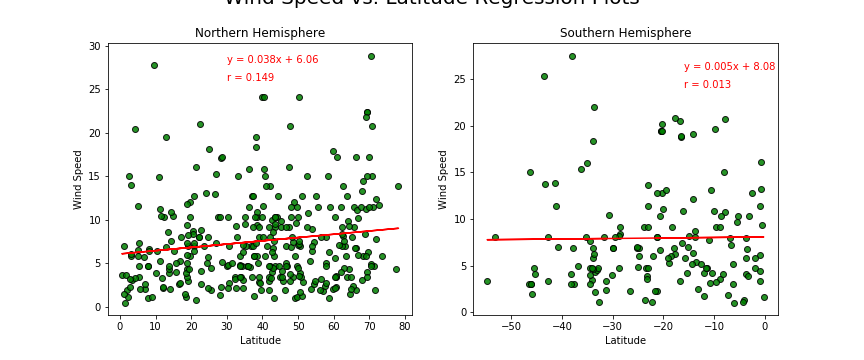 Wind Speed vs. Latitude Regression Plots
Northern Hemisphere
y = 0.038x + 6.06
r = 0.149
30
25
20
15
10
5
0
Wind Speed
0 10 20 30 40 50 60 70 80
Latitude
Southern Hemisphere
y = 0.005x + 8.08
r = 0.013
25
20
15
10
5
0
Wind Speed
−50 −40 −30 −20 −10 0
Latitude